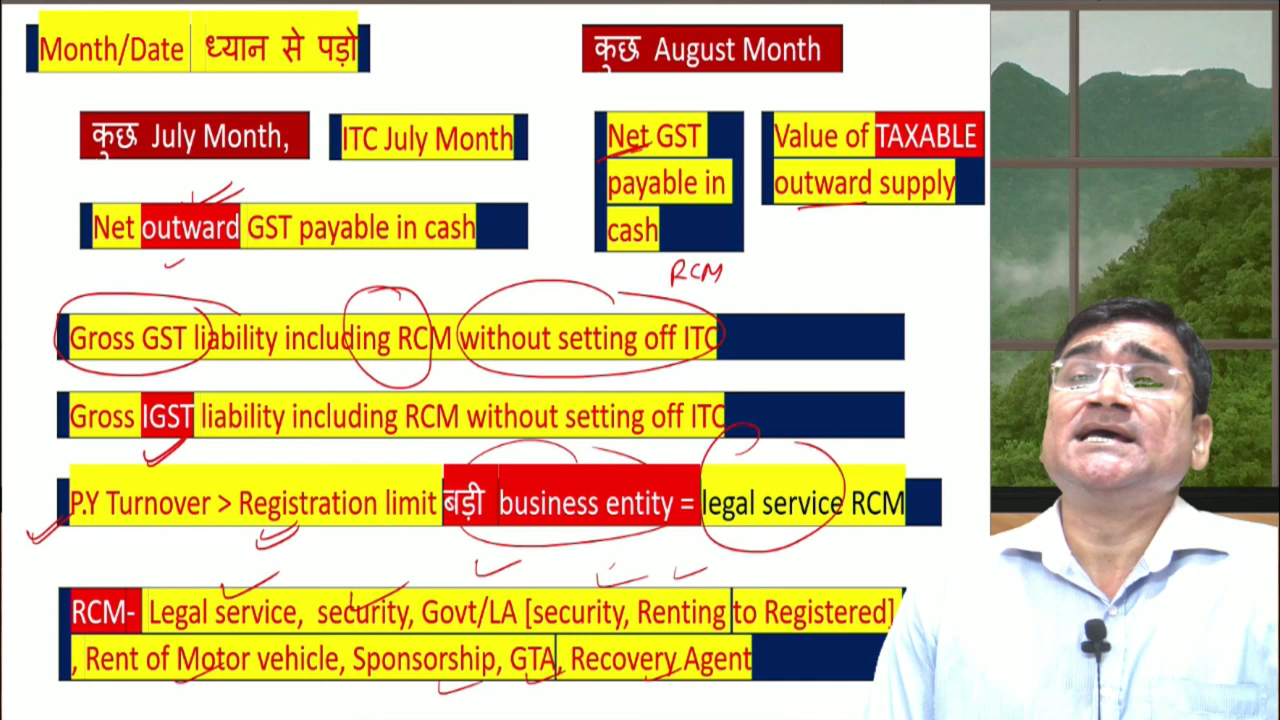 Month/Date ध्यान से पड़ो
कुछ August Month
कुछ July Month,
ITC July Month
Net GST
payable in
cash
Value of TAXABLE
outward supply
Net outward GST payable in cash
RCM
Gross GST liability including RCM without setting off ITC
Gross IGST liability including RCM without setting off ITC
P.Y Turnover > Registration limit बड़ी business entity = legal service RCM
RCM- Legal service, security, Govt/LA [security, Renting to Registered]
, Rent of Motor vehicle, Sponsorship, GTA, Recovery Agent